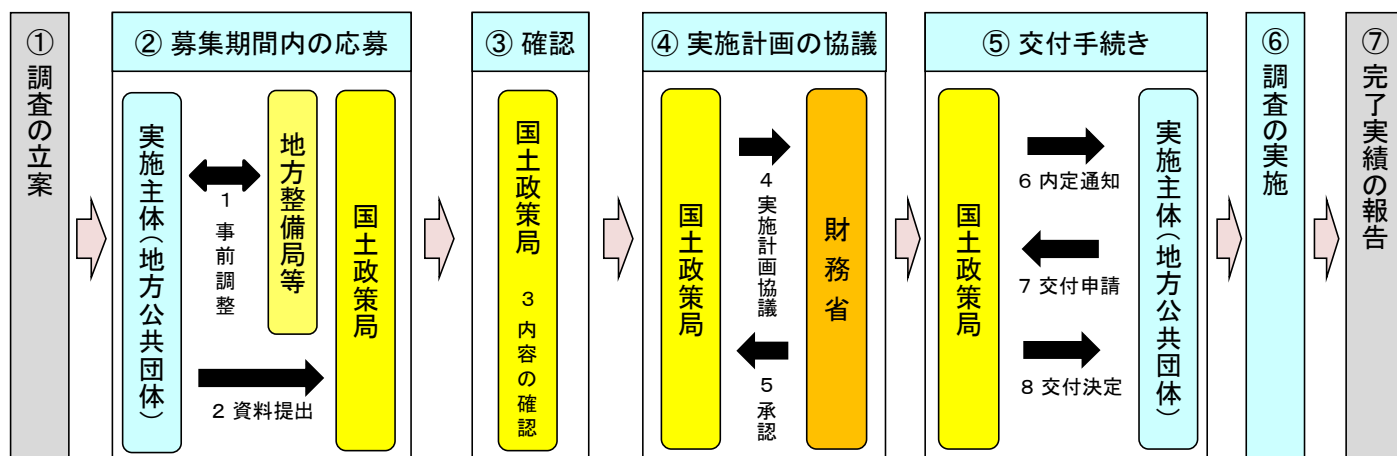 ① 調査の立案
② 募集期間内の応募
実施主体（地方公共団体）
1 事前調整
地方整備局等
国土政策局
2 資料提出
③ 確認
国土政策局
3 内容の確認
④ 実施計画の協議
国土政策局
4 実施計画協議
5 承認
財務省
⑤ 交付手続き
国土政策局
6 内定通知
7 交付申請
8 交付決定
実施主体（地方公共団体）
⑥ 調査の実施
⑦ 完了実績の報告